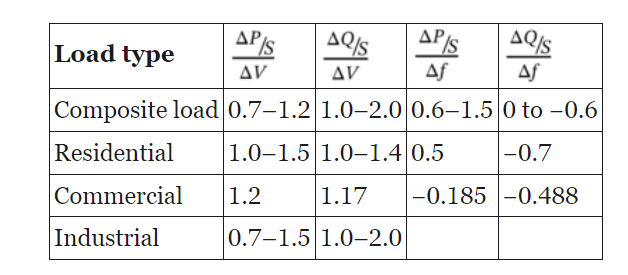 Load type ΔP/S ΔQ/S ΔP/S ΔQ/S
ΔV ΔV Δf Δf
Composite load 0.7–1.2 1.0–2.0 0.6–1.5 0 to −0.6
Residential 1.0–1.5 1.0–1.4 0.5 −0.7
Commercial 1.2 1.17 −0.185 −0.488
Industrial 0.7–1.5 1.0–2.0